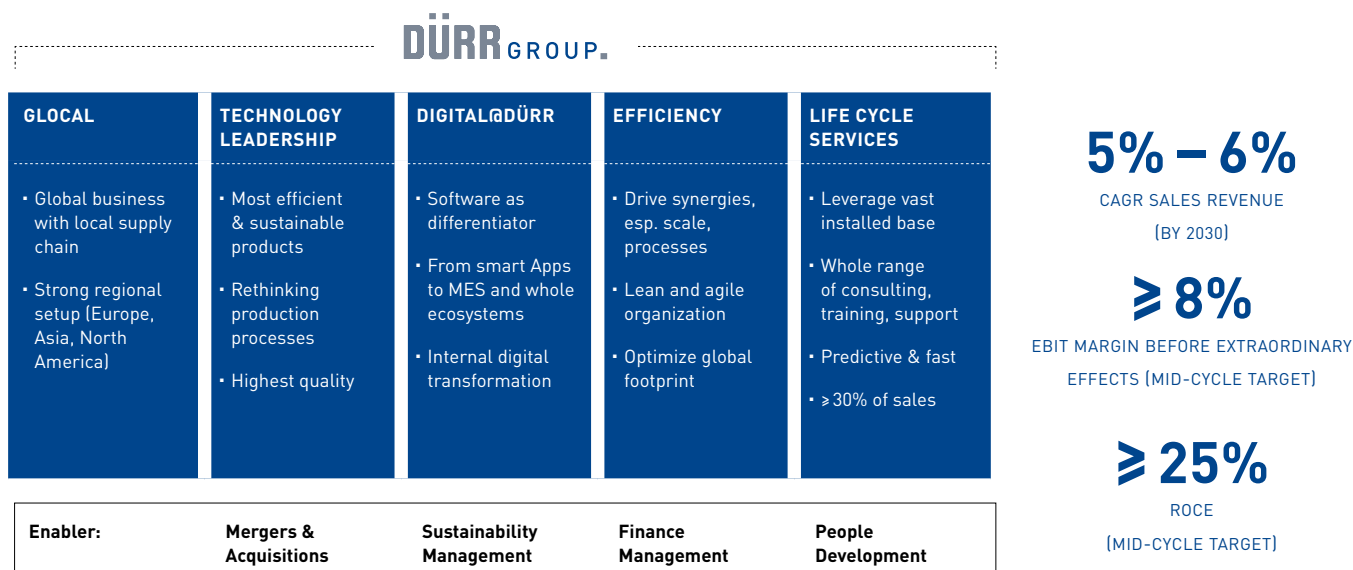 DÜRR GROUP.
GLOCAL
▪ Global business
with local supply
chain
▪ Strong regional
setup (Europe,
Asia, North
America)
TECHNOLOGY
LEADERSHIP
▪ Most efficient
& sustainable
products
▪ Rethinking
production
processes
▪ Highest quality
DIGITAL@DÜRR
▪ Software as
differentiator
▪ From smart Apps
to MES and whole
ecosystems
▪ Internal digital
transformation
EFFICIENCY
▪ Drive synergies,
esp. scale,
processes
▪ Lean and agile
organization
▪ Optimize global
footprint
LIFE CYCLE
SERVICES
▪ Leverage vast
installed base
▪ Whole range
of consulting,
training, support
▪ Predictive & fast
▪ ⩾30% of sales
Enabler:
Mergers &
Acquisitions
Sustainability
Management
Finance
Management
People
Development
5% – 6%
CAGR SALES REVENUE
(BY 2030)
⩾ 8%
EBIT MARGIN BEFORE EXTRAORDINARY
EFFECTS (MID-CYCLE TARGET)
⩾ 25%
ROCE
(MID-CYCLE TARGET)